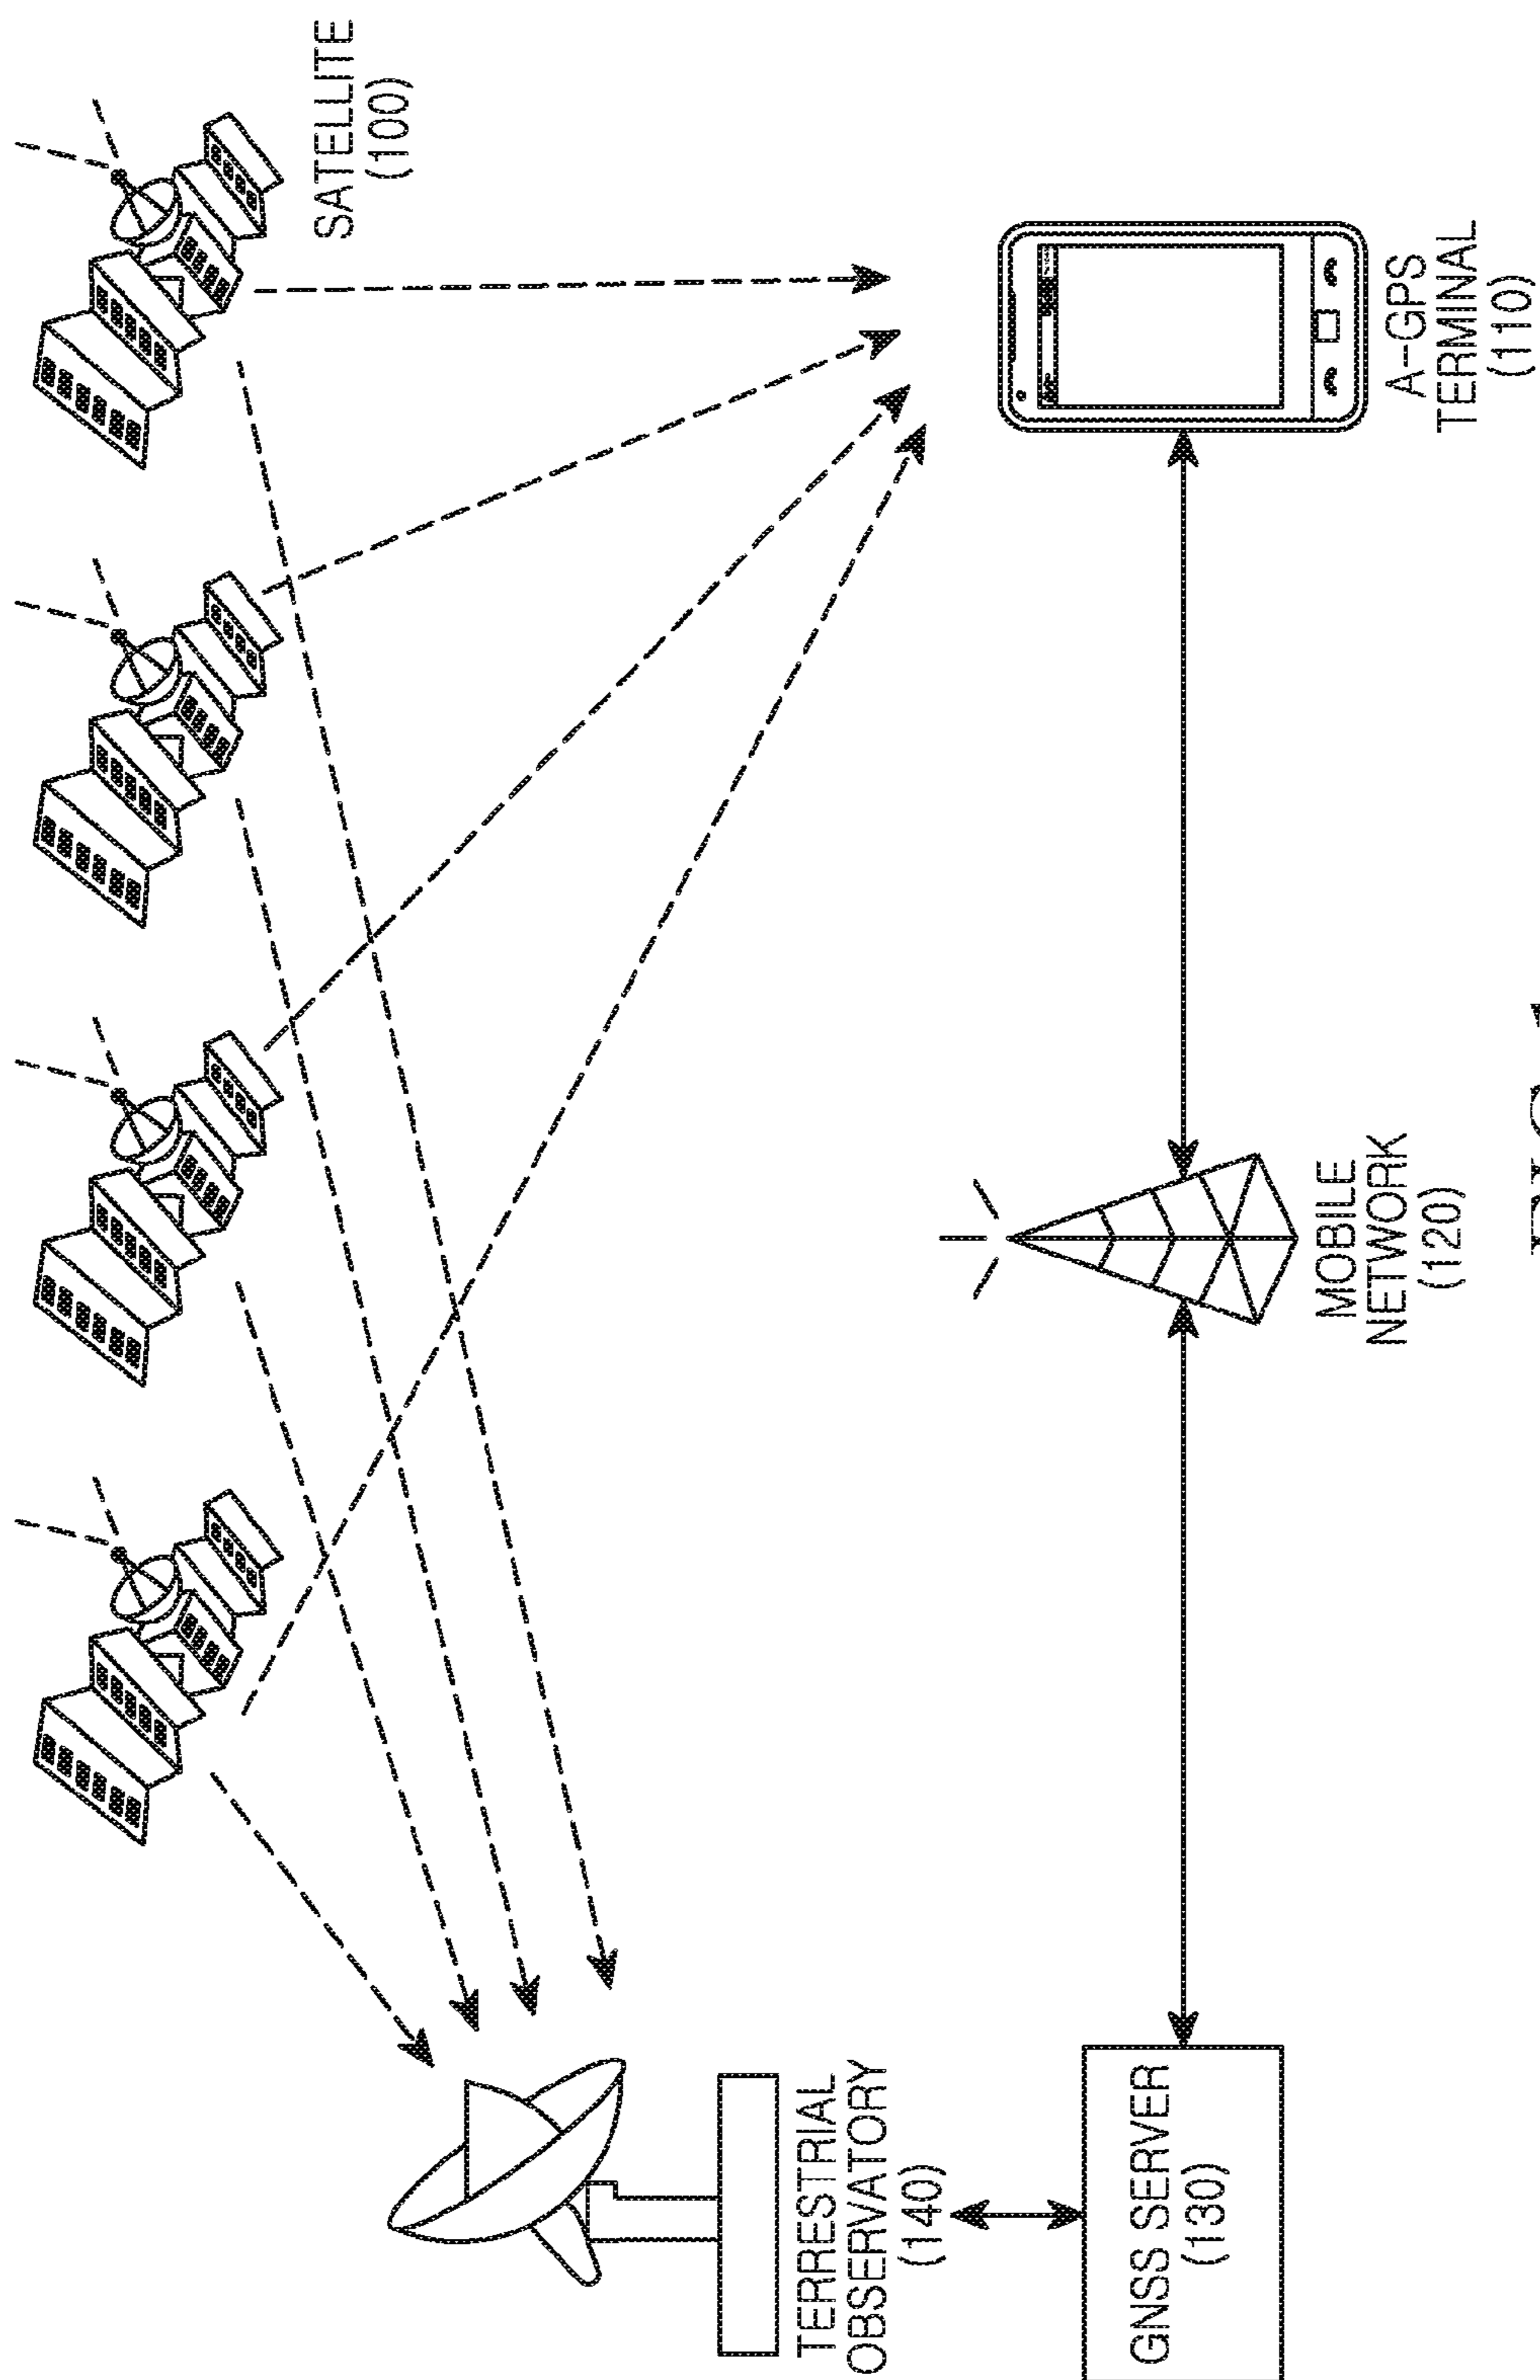 SATELLITE
(100)
TERRESTRIAL
OBSERVATORY
(140)
GNSS SERVER
(130)
MOBILE
NETWORK
(120)
A-GPS
TERMINAL
(110)